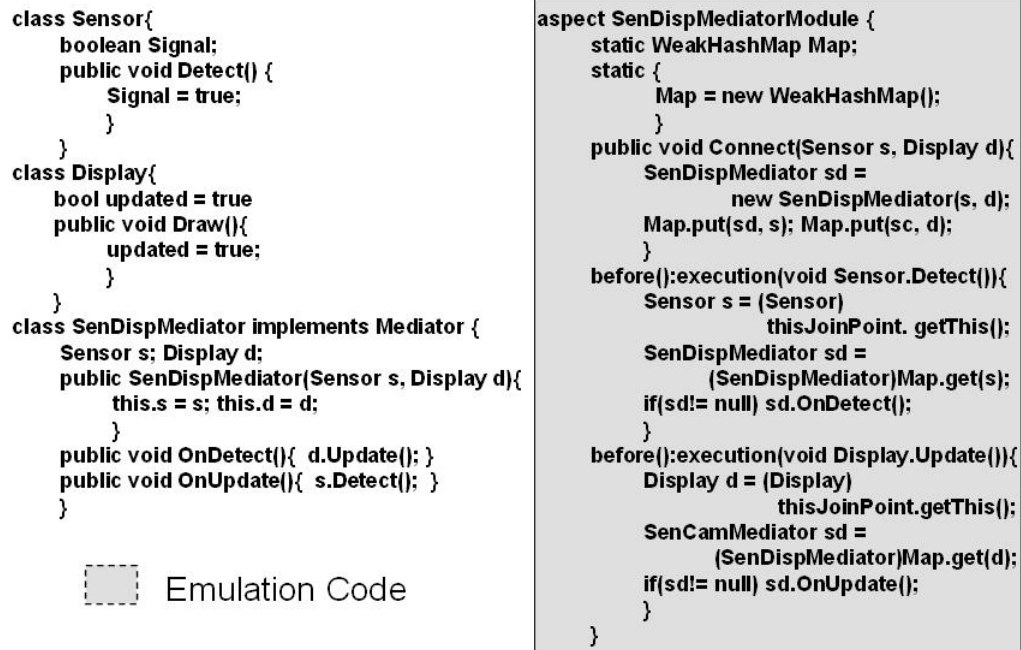 class Sensor{
boolean Signal;
public void Detect() {
Signal = true;
}
}
class Display{
bool updated = true
public void Draw(){
updated = true;
}
}
class SenDispMediator implements Mediator {
Sensor s; Display d;
public SenDispMediator(Sensor s, Display d){
this.s = s; this.d = d;
}
public void OnDetect(){ d.Update(); }
public void OnUpdate(){ s.Detect(); }
}
Emulation Code
aspect SenDispMediatorModule {
static WeakHashMap Map;
static {
Map = new WeakHashMap();
}
public void Connect(Sensor s, Display d){
SenDispMediator sd =
new SenDispMediator(s, d);
Map.put(sd, s); Map.put(sc, d);
}
before():execution(void Sensor.Detect()){
Sensor s = (Sensor)
thisJoinPoint. getThis();
SenDispMediator sd =
(SenDispMediator)Map.get(s);
if(sd!= null) sd.OnDetect();
}
before():execution(void Display.Update()){
Display d = (Display)
thisJoinPoint.getThis();
SenCamMediator sd =
(SenDispMediator)Map.get(d);
if(sd!= null) sd.OnUpdate();
}
}